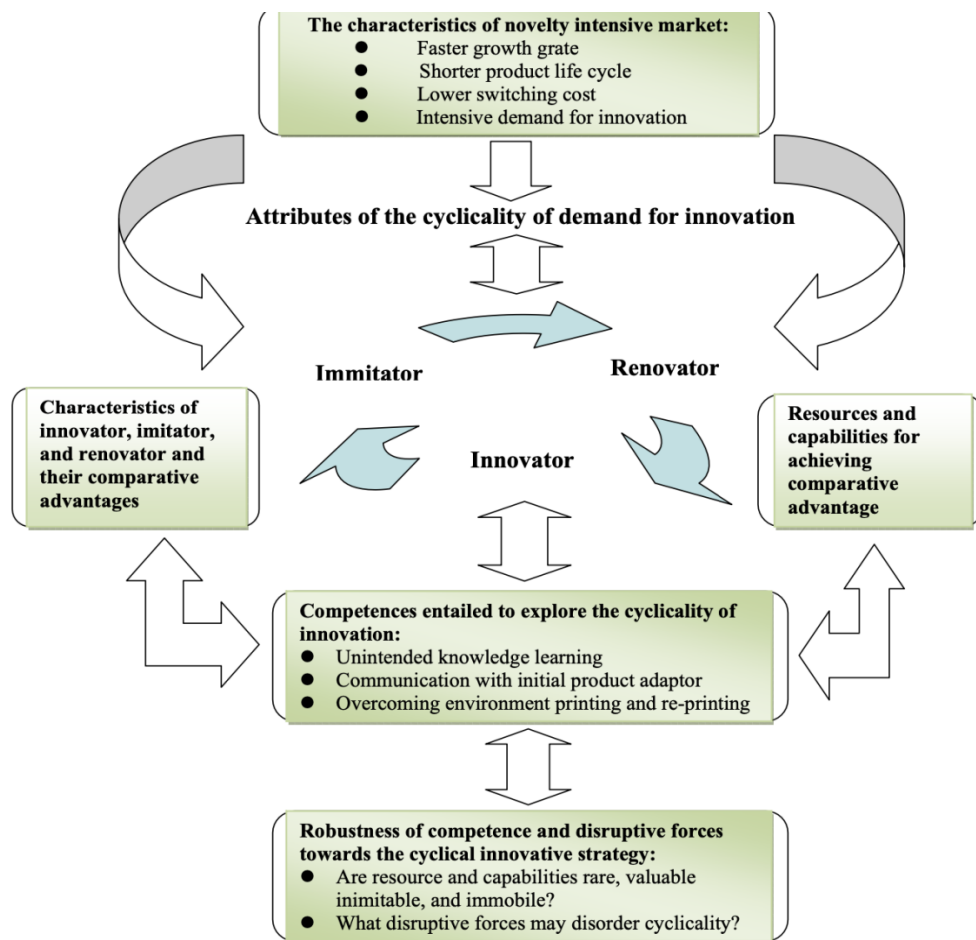 The characteristics of novelty intensive market:
● Faster growth grate
● Shorter product life cycle
● Lower switching cost
● Intensive demand for innovation
Attributes of the cyclicality of demand for innovation
Immitator
Renovator
Innovator
Characteristics of
innovator, imitator,
and renovator and
their comparative
advantages
Resources and
capabilities for
achieving
comparative
advantage
Competences entailed to explore the cyclicality of
innovation:
● Unintended knowledge learning
● Communication with initial product adaptor
● Overcoming environment printing and re-printing
Robustness of competence and disruptive forces
towards the cyclical innovative strategy:
● Are resource and capabilities rare, valuable
inimitable, and immobile?
● What disruptive forces may disorder cyclicality?